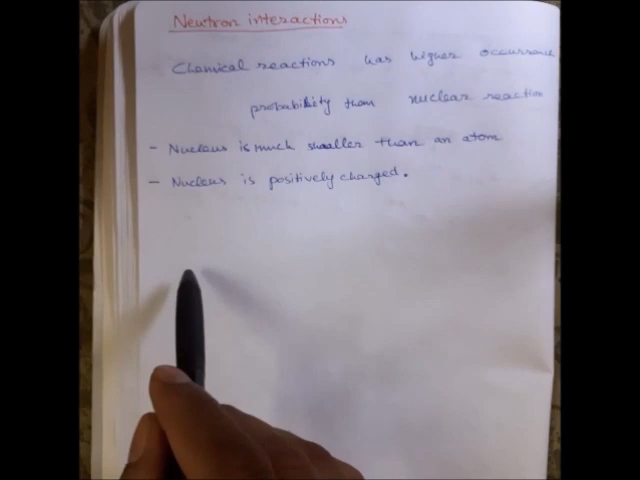 Neutron interactions
Chemical reactions has higher occurrence
probability than nuclear reaction
- Nucleus is much smaller than an atom
- Nucleus is positively charged.